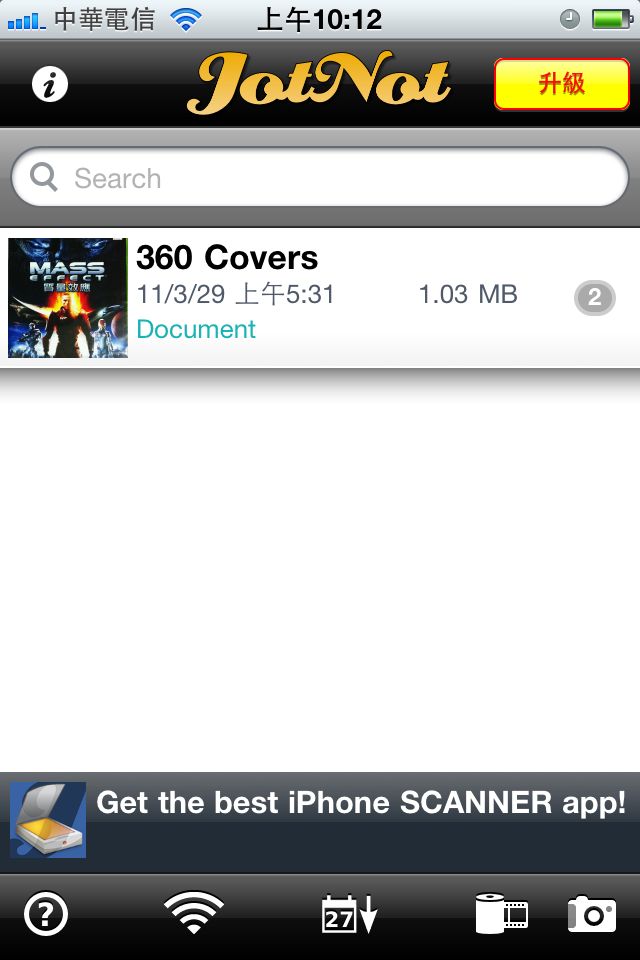 中華電信 上午10:12
i JotNot 升級
Search
MASS
EFFECT
質量效應
360 Covers
11/3/29 上午5:31 1.03 MB 2
Document
Get the best iPhone SCANNER app!
? 27